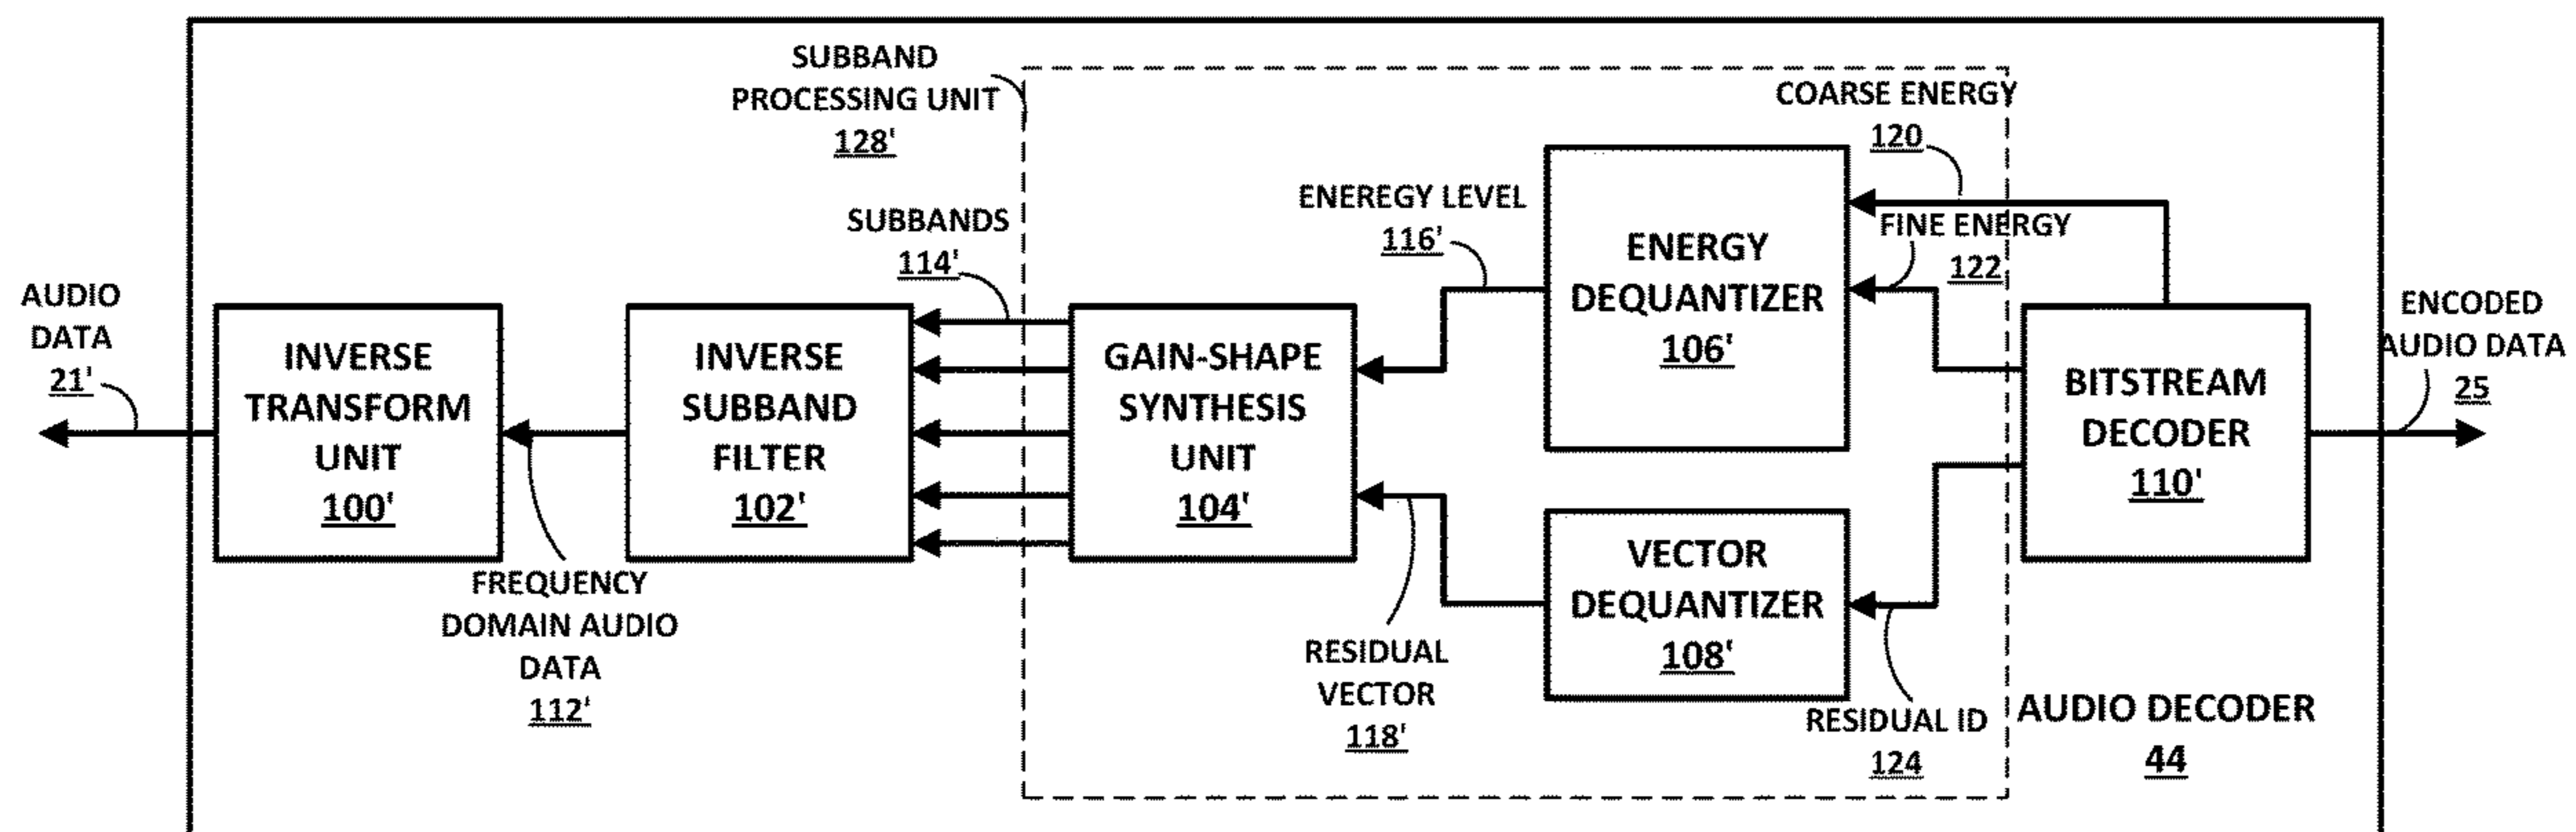 SUBBAND
PROCESSING UNIT
128'
COARSE ENERGY
120
ENEREGY LEVEL
116'
SUBBANDS
114'
FINE ENERGY
122
ENERGY
DEQUANTIZER
106'
AUDIO
DATA
21'
INVERSE
TRANSFORM
UNIT
100'
INVERSE
SUBBAND
FILTER
102'
GAIN-SHAPE
SYNTHESIS
UNIT
104'
BITSTREAM
DECODER
110'
ENCODED
AUDIO DATA
25
VECTOR
DEQUANTIZER
108'
FREQUENCY
DOMAIN AUDIO
DATA
112'
RESIDUAL
VECTOR
118'
RESIDUAL ID
124
AUDIO DECODER
44